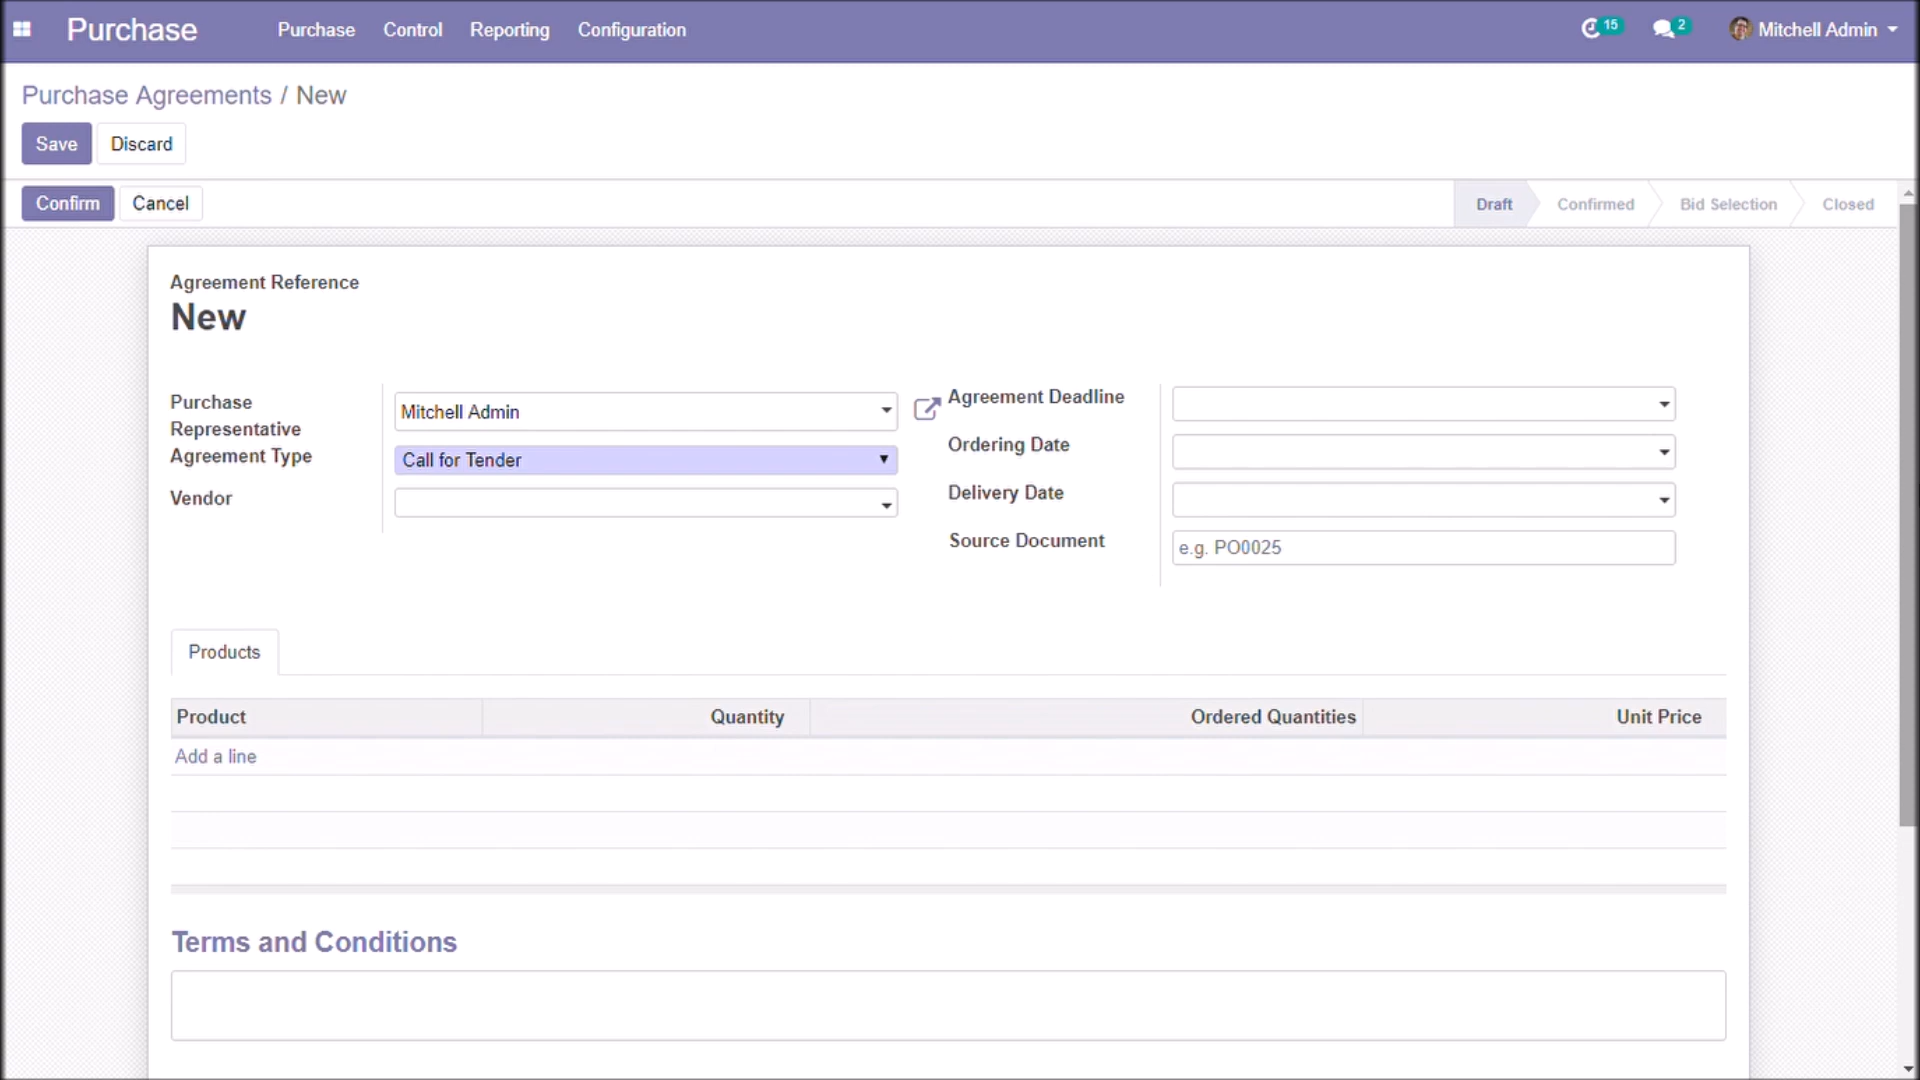 Purchase Purchase Control Reporting Configuration 15 2 Mitchell Admin
Purchase Agreements / New
Save Discard
Confirm Cancel Draft Confirmed Bid Selection Closed
Agreement Reference
New
Purchase Representative Mitchell Admin
Agreement Type Call for Tender
Vendor
Agreement Deadline
Ordering Date
Delivery Date
Source Document e.g. PO0025
Products
Product Quantity Ordered Quantities Unit Price
Add a line
Terms and Conditions